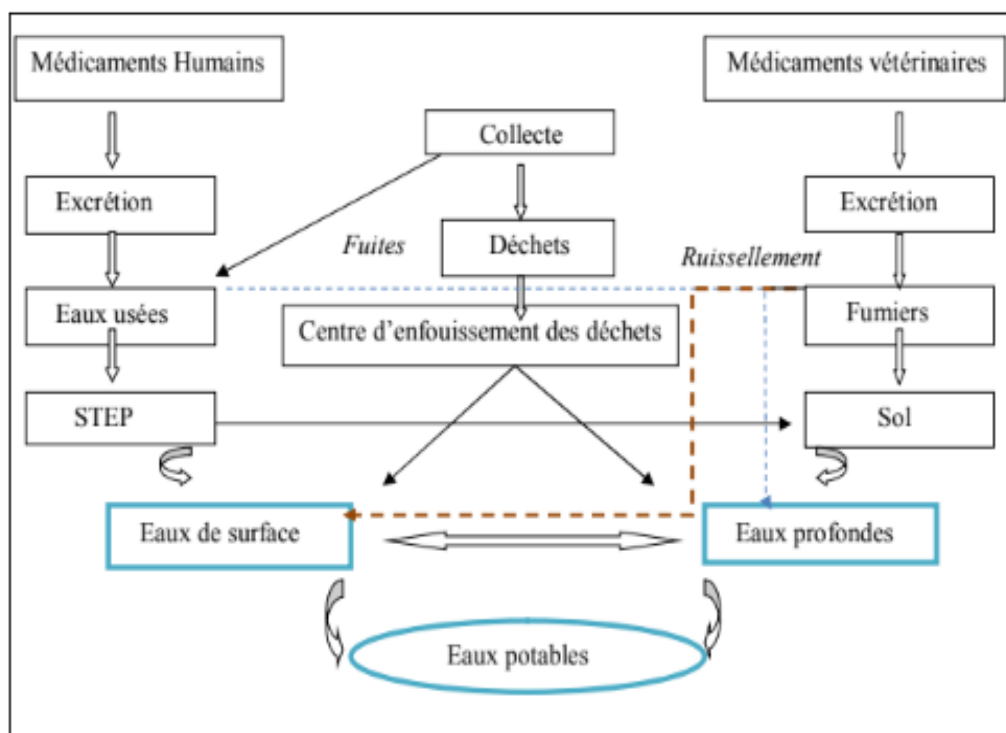 Médicaments Humains
Médicaments vétérinaires
Collecte
Excrétion
Excrétion
Fuites
Déchets
Ruissellement
Eaux usées
Centre d'enfouissement des déchets
Fumiers
STEP
Sol
Eaux de surface
Eaux profondes
Eaux potables